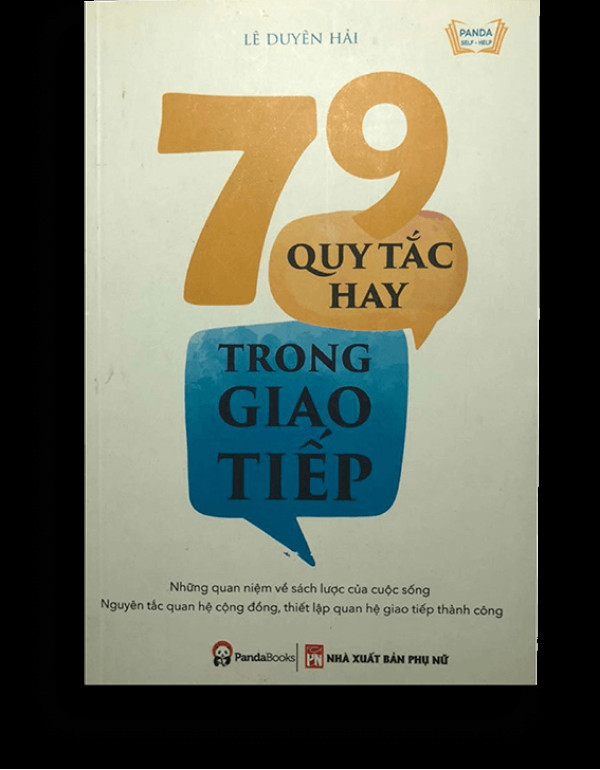 LÊ DUYÊN HẢI
PANDA
SELF - HELP
79
QUY TẮC
HAY
TRONG
GIAO
TIẾP
Những quan niệm về sách lược của cuộc sống
Nguyên tắc quan hệ cộng đồng, thiết lập quan hệ giao tiếp thành công
PandaBooks PN NHÀ XUẤT BẢN PHỤ NỮ